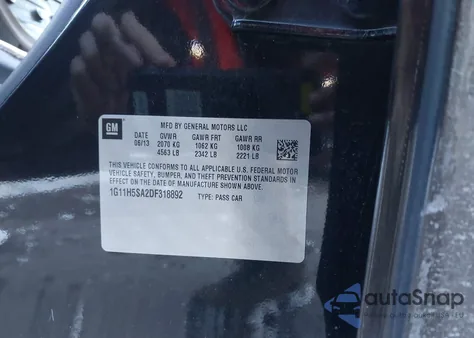 GM
MFD BY GENERAL MOTORS LLC
DATE GVWR GAWR FRT GAWR RR
08/13 2070 KG 1062 KG 1008 KG
4563 LB 2342 LB 2221 LB
THIS VEHICLE CONFORMS TO ALL APPLICABLE U.S. FEDERAL MOTOR
VEHICLE SAFETY, BUMPER, AND THEFT PREVENTION STANDARDS IN
EFFECT ON THE DATE OF MANUFACTURE SHOWN ABOVE.
1G11H5SA2DF318892 TYPE: PASS CAR
autaSnap